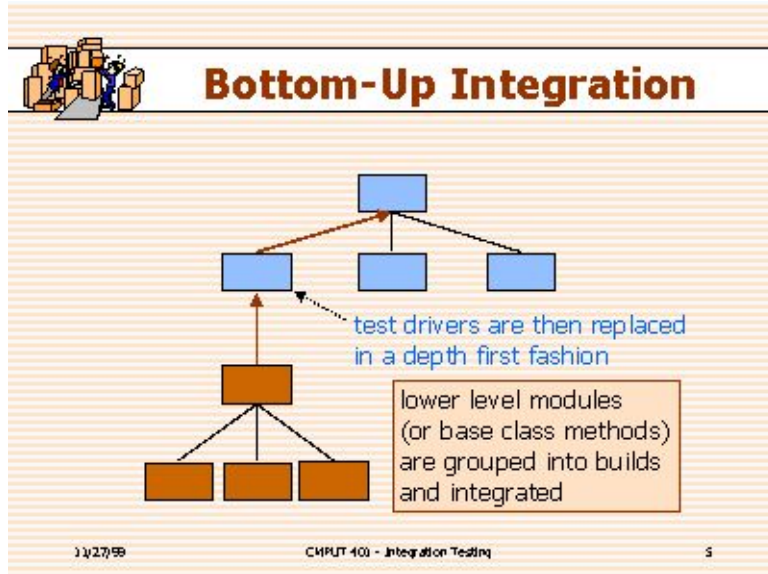 Bottom-Up Integration
test drivers are then replaced
in a depth first fashion
lower level modules
(or base class methods)
are grouped into builds
and integrated
CMPUT 401 - Integration Testing
5